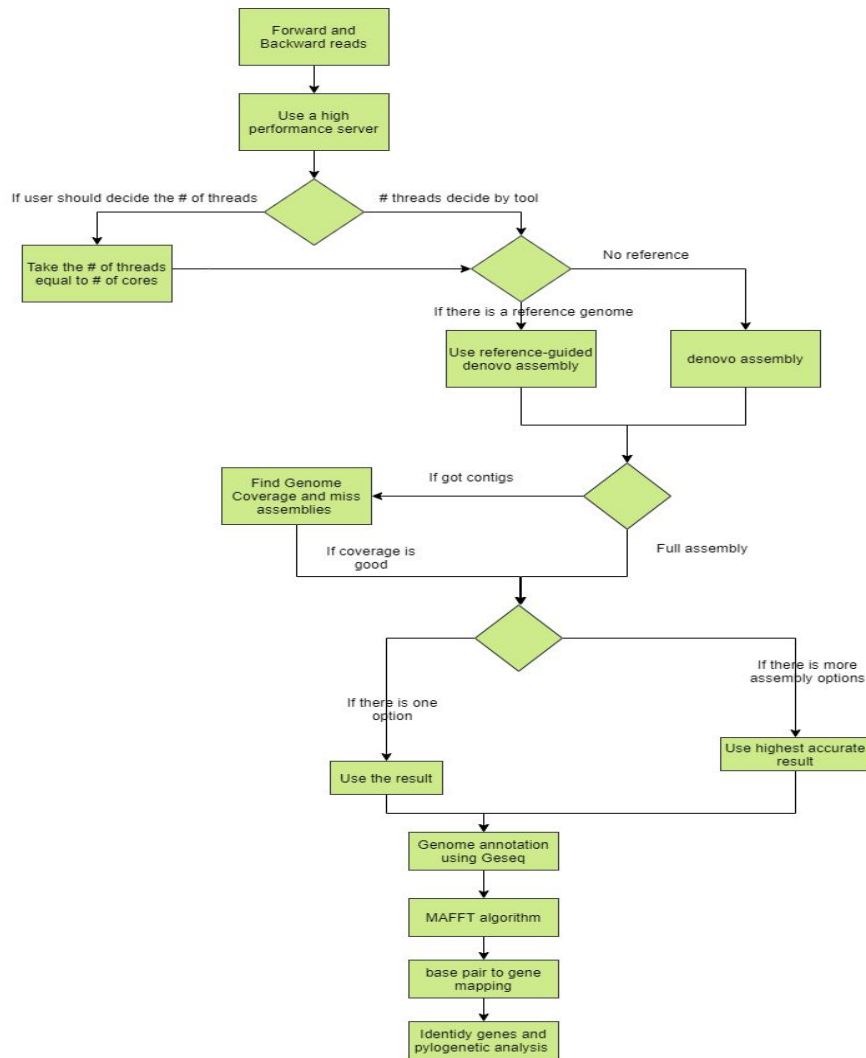 Forward and
Backward reads
Use a high
performance server
If user should decide the # of threads
# threads decide by tool
Take the # of threads
equal to # of cores
No reference
If there is a reference genome
Use reference-guided
denovo assembly
denovo assembly
If got contigs
Find Genome
Coverage and miss
assemblies
If coverage is
good
Full assembly
If there is more
assembly options
If there is one
option
Use highest accurate
result
Use the result
Genome annotation
using Geseq
MAFFT algorithm
base pair to gene
mapping
Identidy genes and
pylogenetic analysis